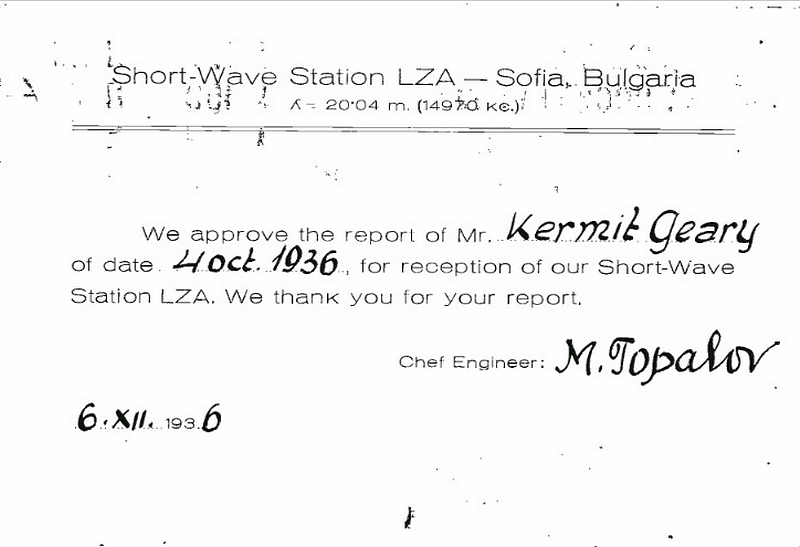 Short-Wave Station LZA — Sofia, Bulgaria
λ = 20·04 m. (14970 kc.)
We approve the report of Mr. Kermit Geary
of date 4 oct. 1936, for reception of our Short-Wave
Station LZA. We thank you for your report.
Chef Engineer: M. Topalov
6. XII. 1936